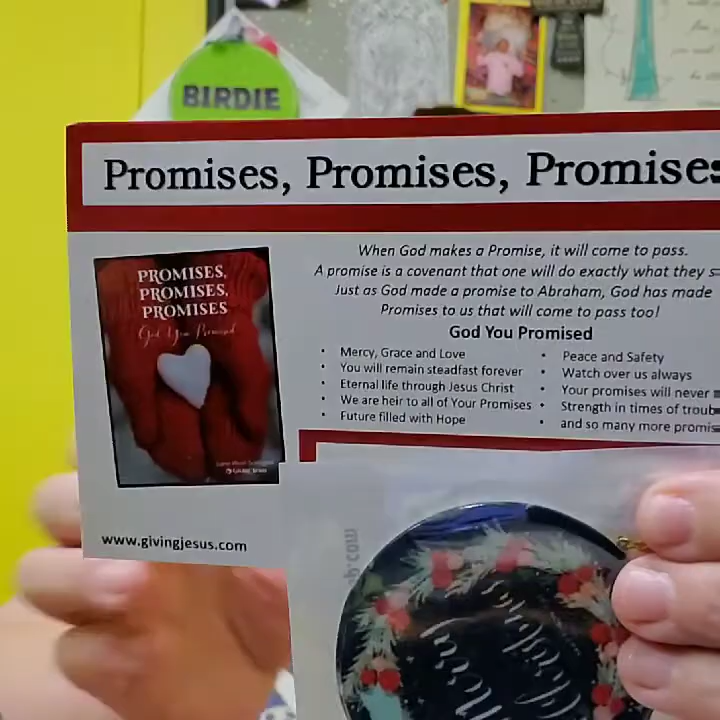 BIRDIE
Promises, Promises, Promises
When God makes a Promise, it will come to pass.
A promise is a covenant that one will do exactly what they
Just as God made a promise to Abraham, God has made
Promises to us that will come to pass too!
God You Promised
• Mercy, Grace and Love
• You will remain steadfast forever
• Eternal life through Jesus Christ
• We are heir to all of Your Promises
• Future filled with Hope
• Peace and Safety
• Watch over us always
• Your promises will never
• Strength in times of
• and so many more
PROMISES,
PROMISES,
PROMISES
God You Promised
www.givingjesus.com